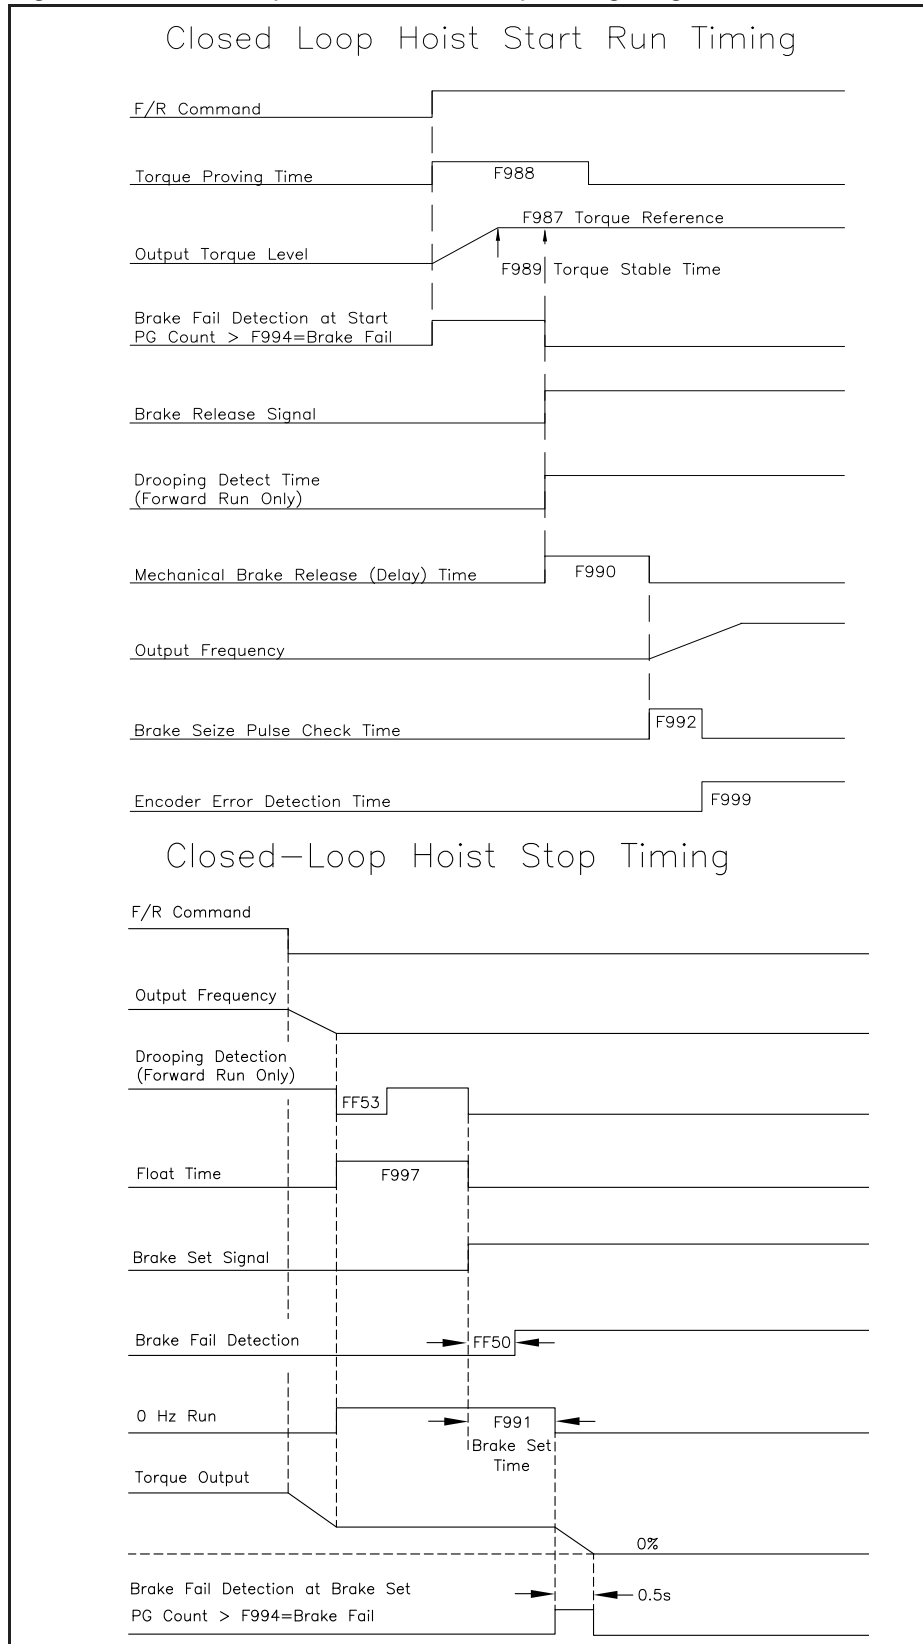 Closed Loop Hoist Start Run Timing
F/R Command
Torque Proving Time
F988
F987 Torque Reference
Output Torque Level
F989 Torque Stable Time
Brake Fail Detection at Start
PG Count > F994=Brake Fail
Brake Release Signal
Drooping Detect Time
(Forward Run Only)
Mechanical Brake Release (Delay) Time
F990
Output Frequency
Brake Seize Pulse Check Time
F992
Encoder Error Detection Time
F999
Closed-Loop Hoist Stop Timing
F/R Command
Output Frequency
Drooping Detection
(Forward Run Only)
FF53
Float Time
F997
Brake Set Signal
Brake Fail Detection
FF50
0 Hz Run
F991
Brake Set
Time
Torque Output
0%
Brake Fail Detection at Brake Set
0.5s
PG Count > F994=Brake Fail